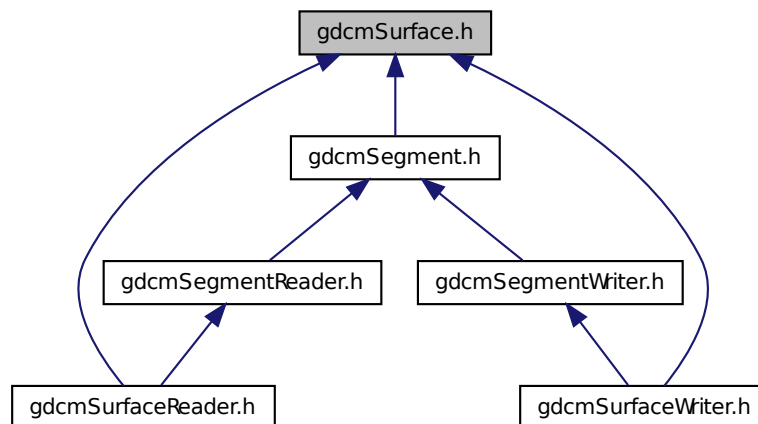 gdcmSurface.h
gdcmSegment.h
gdcmSegmentReader.h
gdcmSegmentWriter.h
gdcmSurfaceReader.h
gdcmSurfaceWriter.h